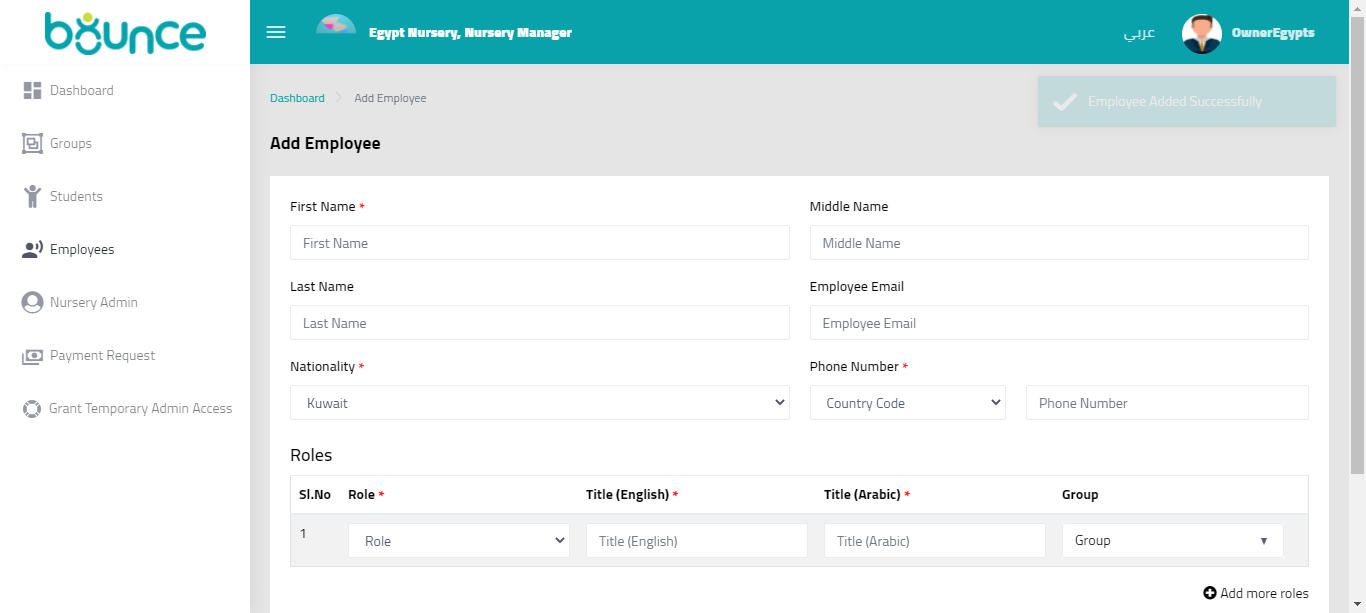 bounce
Egypt Nursery, Nursery Manager
عربي
OwnerEgypts
Dashboard
Groups
Students
Employees
Nursery Admin
Payment Request
Grant Temporary Admin Access
Dashboard
Add Employee
Employee Added Successfully
Add Employee
First Name *
Middle Name
First Name
Middle Name
Last Name
Employee Email
Last Name
Employee Email
Nationality *
Phone Number *
Kuwait
Country Code
Phone Number
Roles
Sl.No Role * Title (English) * Title (Arabic) * Group
1 Role Title (English) Title (Arabic) Group
Add more roles